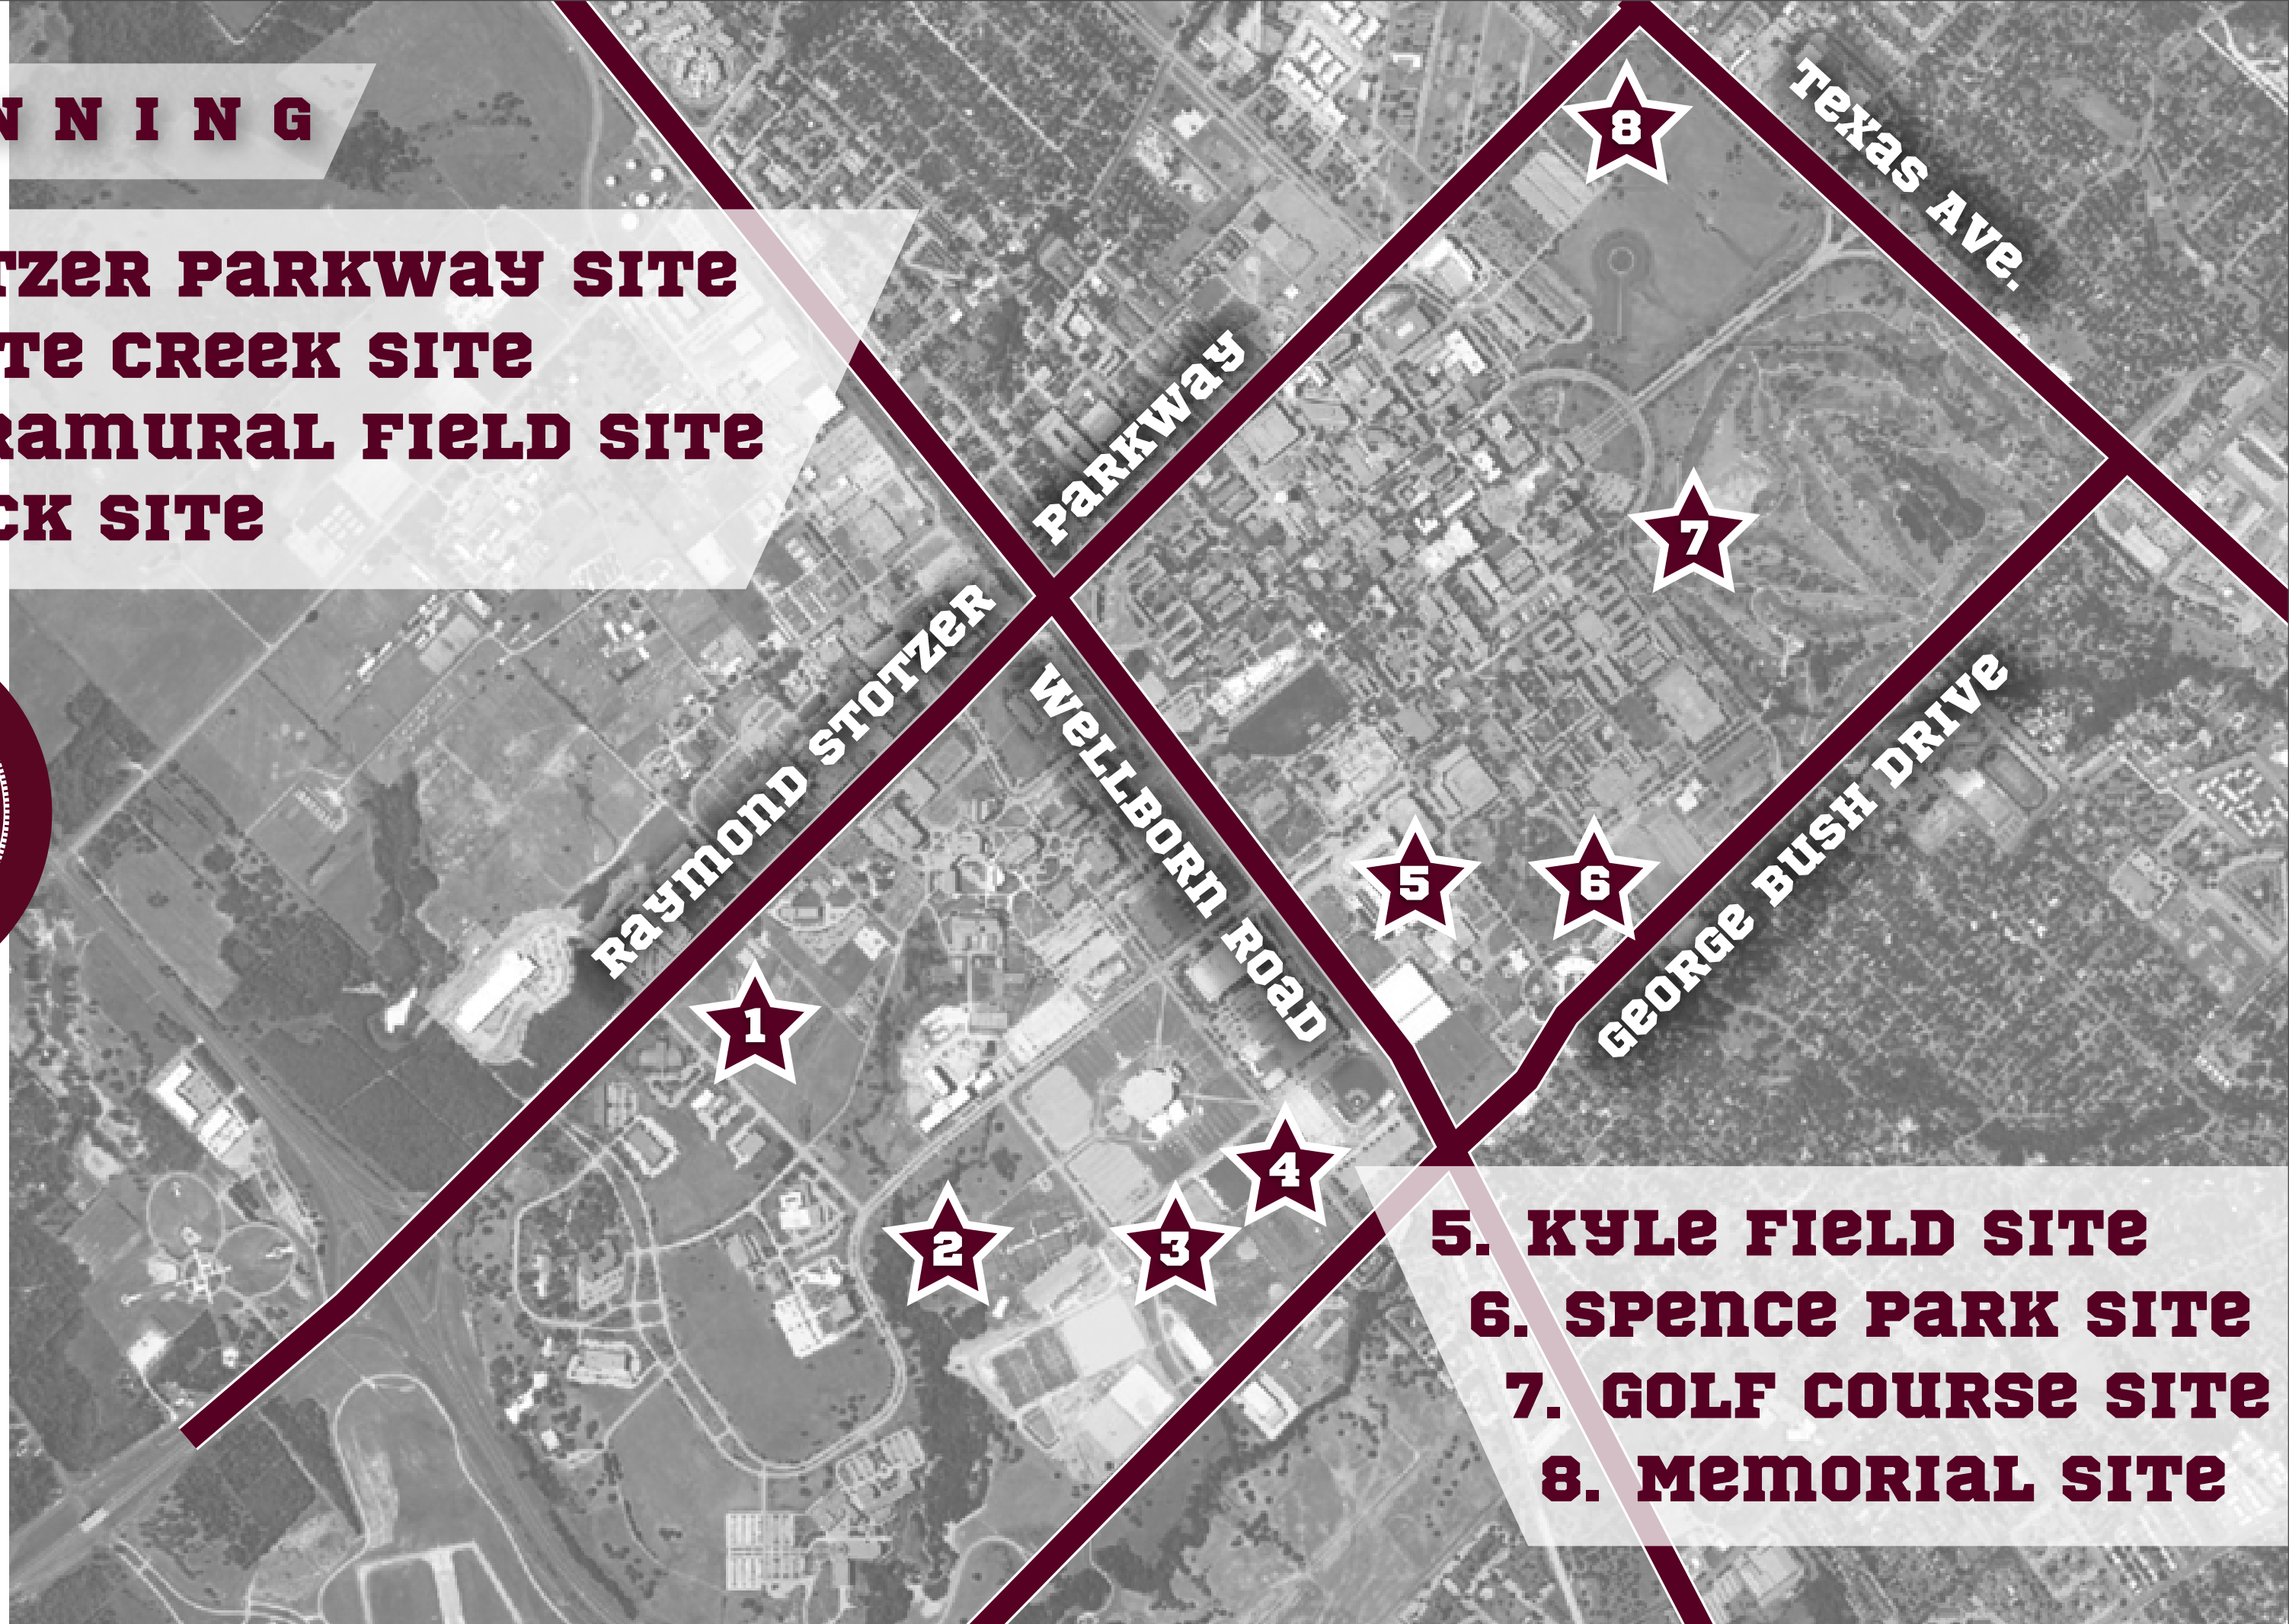 NNING
TZER PARKWAY SITE
TE CREEK SITE
RAMURAL FIELD SITE
CK SITE
TEXAS AVE.
8
PARKWAY
7
RAYMOND STOTZER
WELLBORN ROAD
GEORGE BUSH DRIVE
5
6
1
4
2
3
5. KYLE FIELD SITE
6. SPENCE PARK SITE
7. GOLF COURSE SITE
8. MEMORIAL SITE